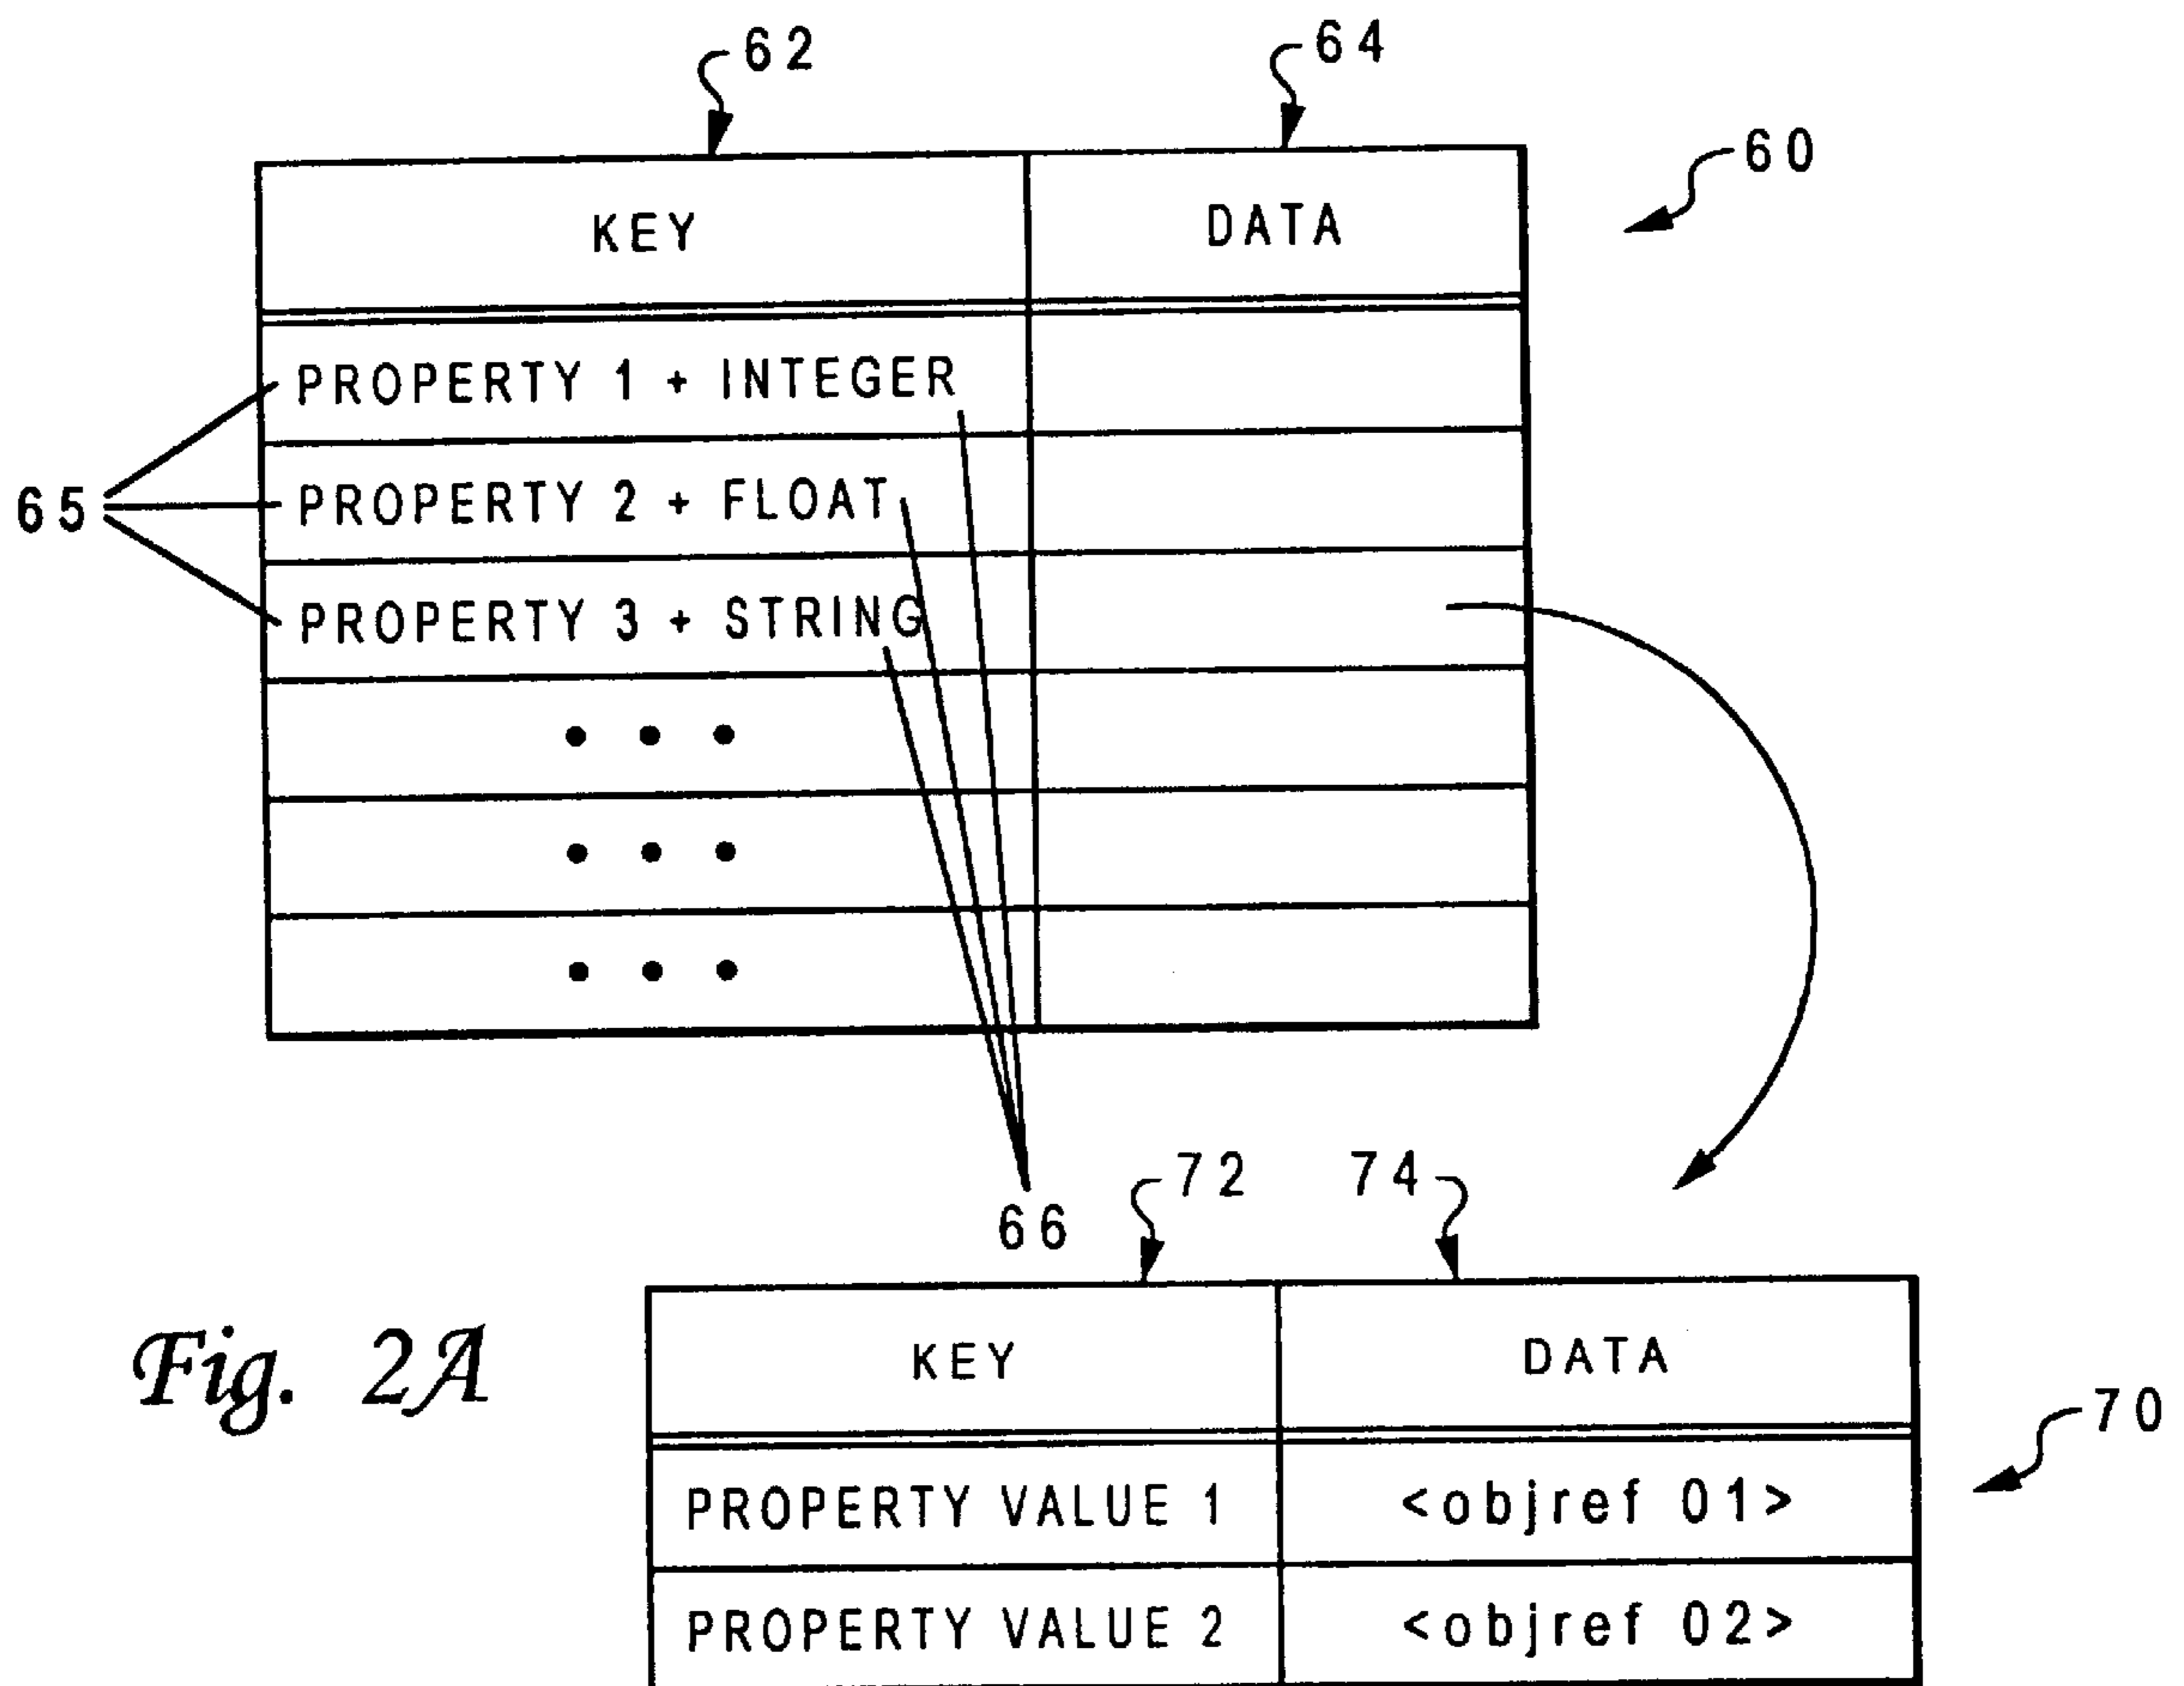 62
64
60
KEY DATA
PROPERTY 1 + INTEGER
65
PROPERTY 2 + FLOAT
PROPERTY 3 + STRING
• • •
• • •
• • •
66
72
74
Fig. 2A
KEY DATA
70
PROPERTY VALUE 1 <objref 01>
PROPERTY VALUE 2 <objref 02>